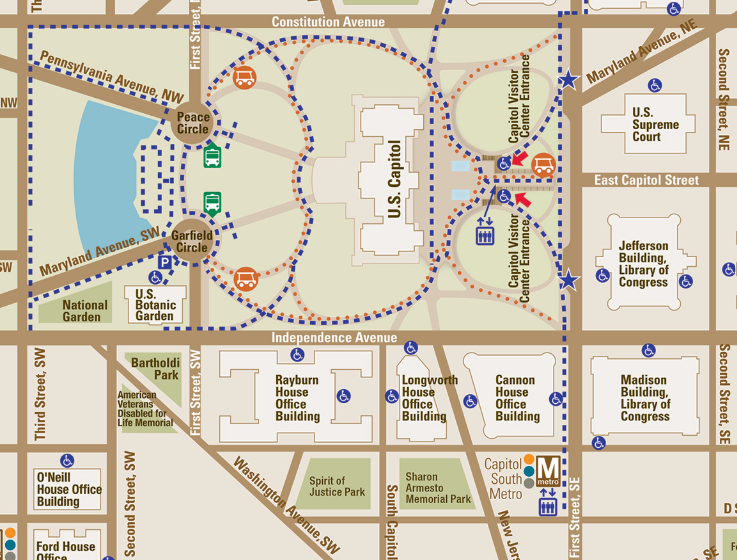 Constitution Avenue
Pennsylvania Avenue, NW
Peace
Circle
First Street,
Capitol Visitor
Center Entrance
Maryland Avenue, NE
Second Street, NE
NW
U.S.
Supreme
Court
U.S. Capitol
East Capitol Street
Garfield
Circle
Maryland Avenue, SW
SW
P
Capitol Visitor
Center Entrance
Jefferson
Building,
Library of
Congress
National
Garden
U.S.
Botanic
Garden
Independence Avenue
Third Street, SW
Bartholdi
Park
American
Veterans
Disabled for
Life Memorial
First Street, SW
Rayburn
House
Office
Building
Longworth
House
Office
Building
Cannon
House
Office
Building
Madison
Building,
Library of
Congress
Second Street, SE
O'Neill
House Office
Building
Second Street, SW
Washington Avenue, SW
Spirit of
Justice Park
South Capitol
Sharon
Armesto
Memorial Park
Capitol
South
Metro
M
metro
New Jer
First Street, SE
D S
SE
Ford House
Office